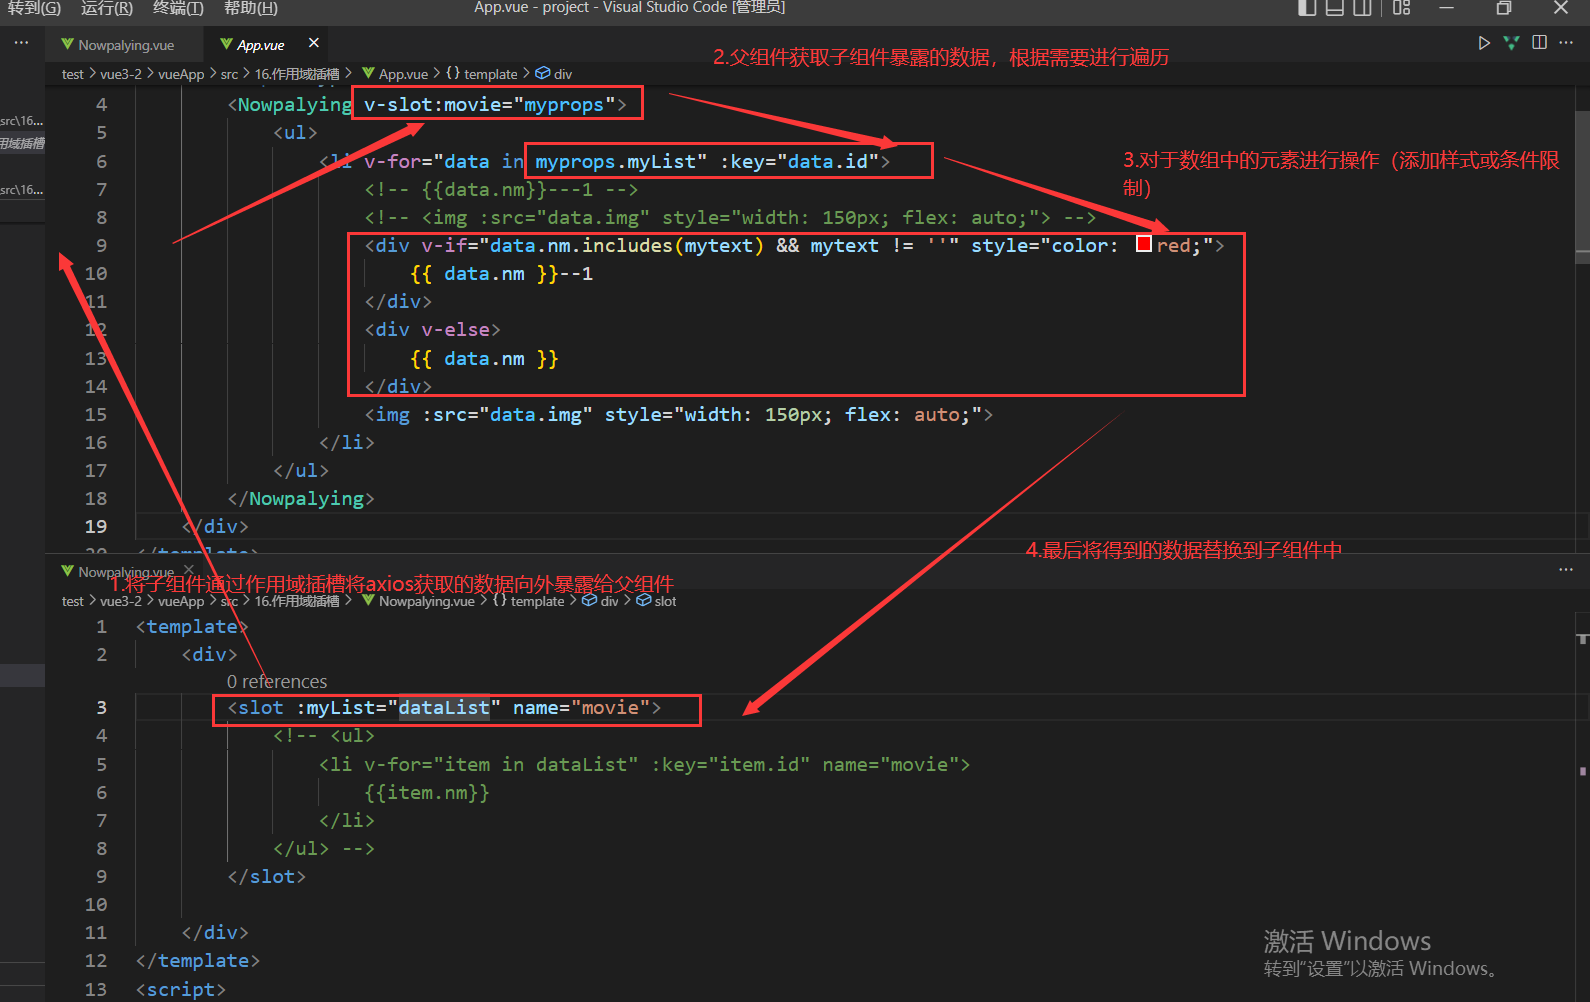 转到(G) 运行(R) 终端(T) 帮助(H) App.vue - project - Visual Studio Code [管理员]
··· Nowpalying.vue App.vue ×
2.父组件获取子组件暴露的数据，根据需要进行遍历
test > vue3-2 > vueApp > src > 16.作用域插槽 > App.vue > {} template > div
src\16...
用域插槽
src\16...
4 <Nowpalying v-slot:movie="myprops">
5 <ul>
6 <li v-for="data in myprops.myList" :key="data.id">
3.对于数组中的元素进行操作（添加样式或条件限
制）
7 <!-- {{data.nm}}---1 -->
8 <!-- <img :src="data.img" style="width: 150px; flex: auto;"> -->
9 <div v-if="data.nm.includes(mytext) && mytext != ''" style="color: red;">
10 {{ data.nm }}--1
11 </div>
12 <div v-else>
13 {{ data.nm }}
14 </div>
15 <img :src="data.img" style="width: 150px; flex: auto;">
16 </li>
17 </ul>
18 </Nowpalying>
19 </div>
20 </template>
4.最后将得到的数据替换到子组件中
Nowpalying.vue × ···
1.将子组件通过作用域插槽将axios获取的数据向外暴露给父组件
test > vue3-2 > vueApp > src > 16.作用域插槽 > Nowpalying.vue > {} template > div > slot
1 <template>
2 <div>
0 references
3 <slot :myList="dataList" name="movie">
4 <!-- <ul>
5 <li v-for="item in dataList" :key="item.id" name="movie">
6 {{item.nm}}
7 </li>
8 </ul> -->
9 </slot>
10
11 </div>
12 </template>
13 <script>
激活 Windows
转到"设置"以激活 Windows。